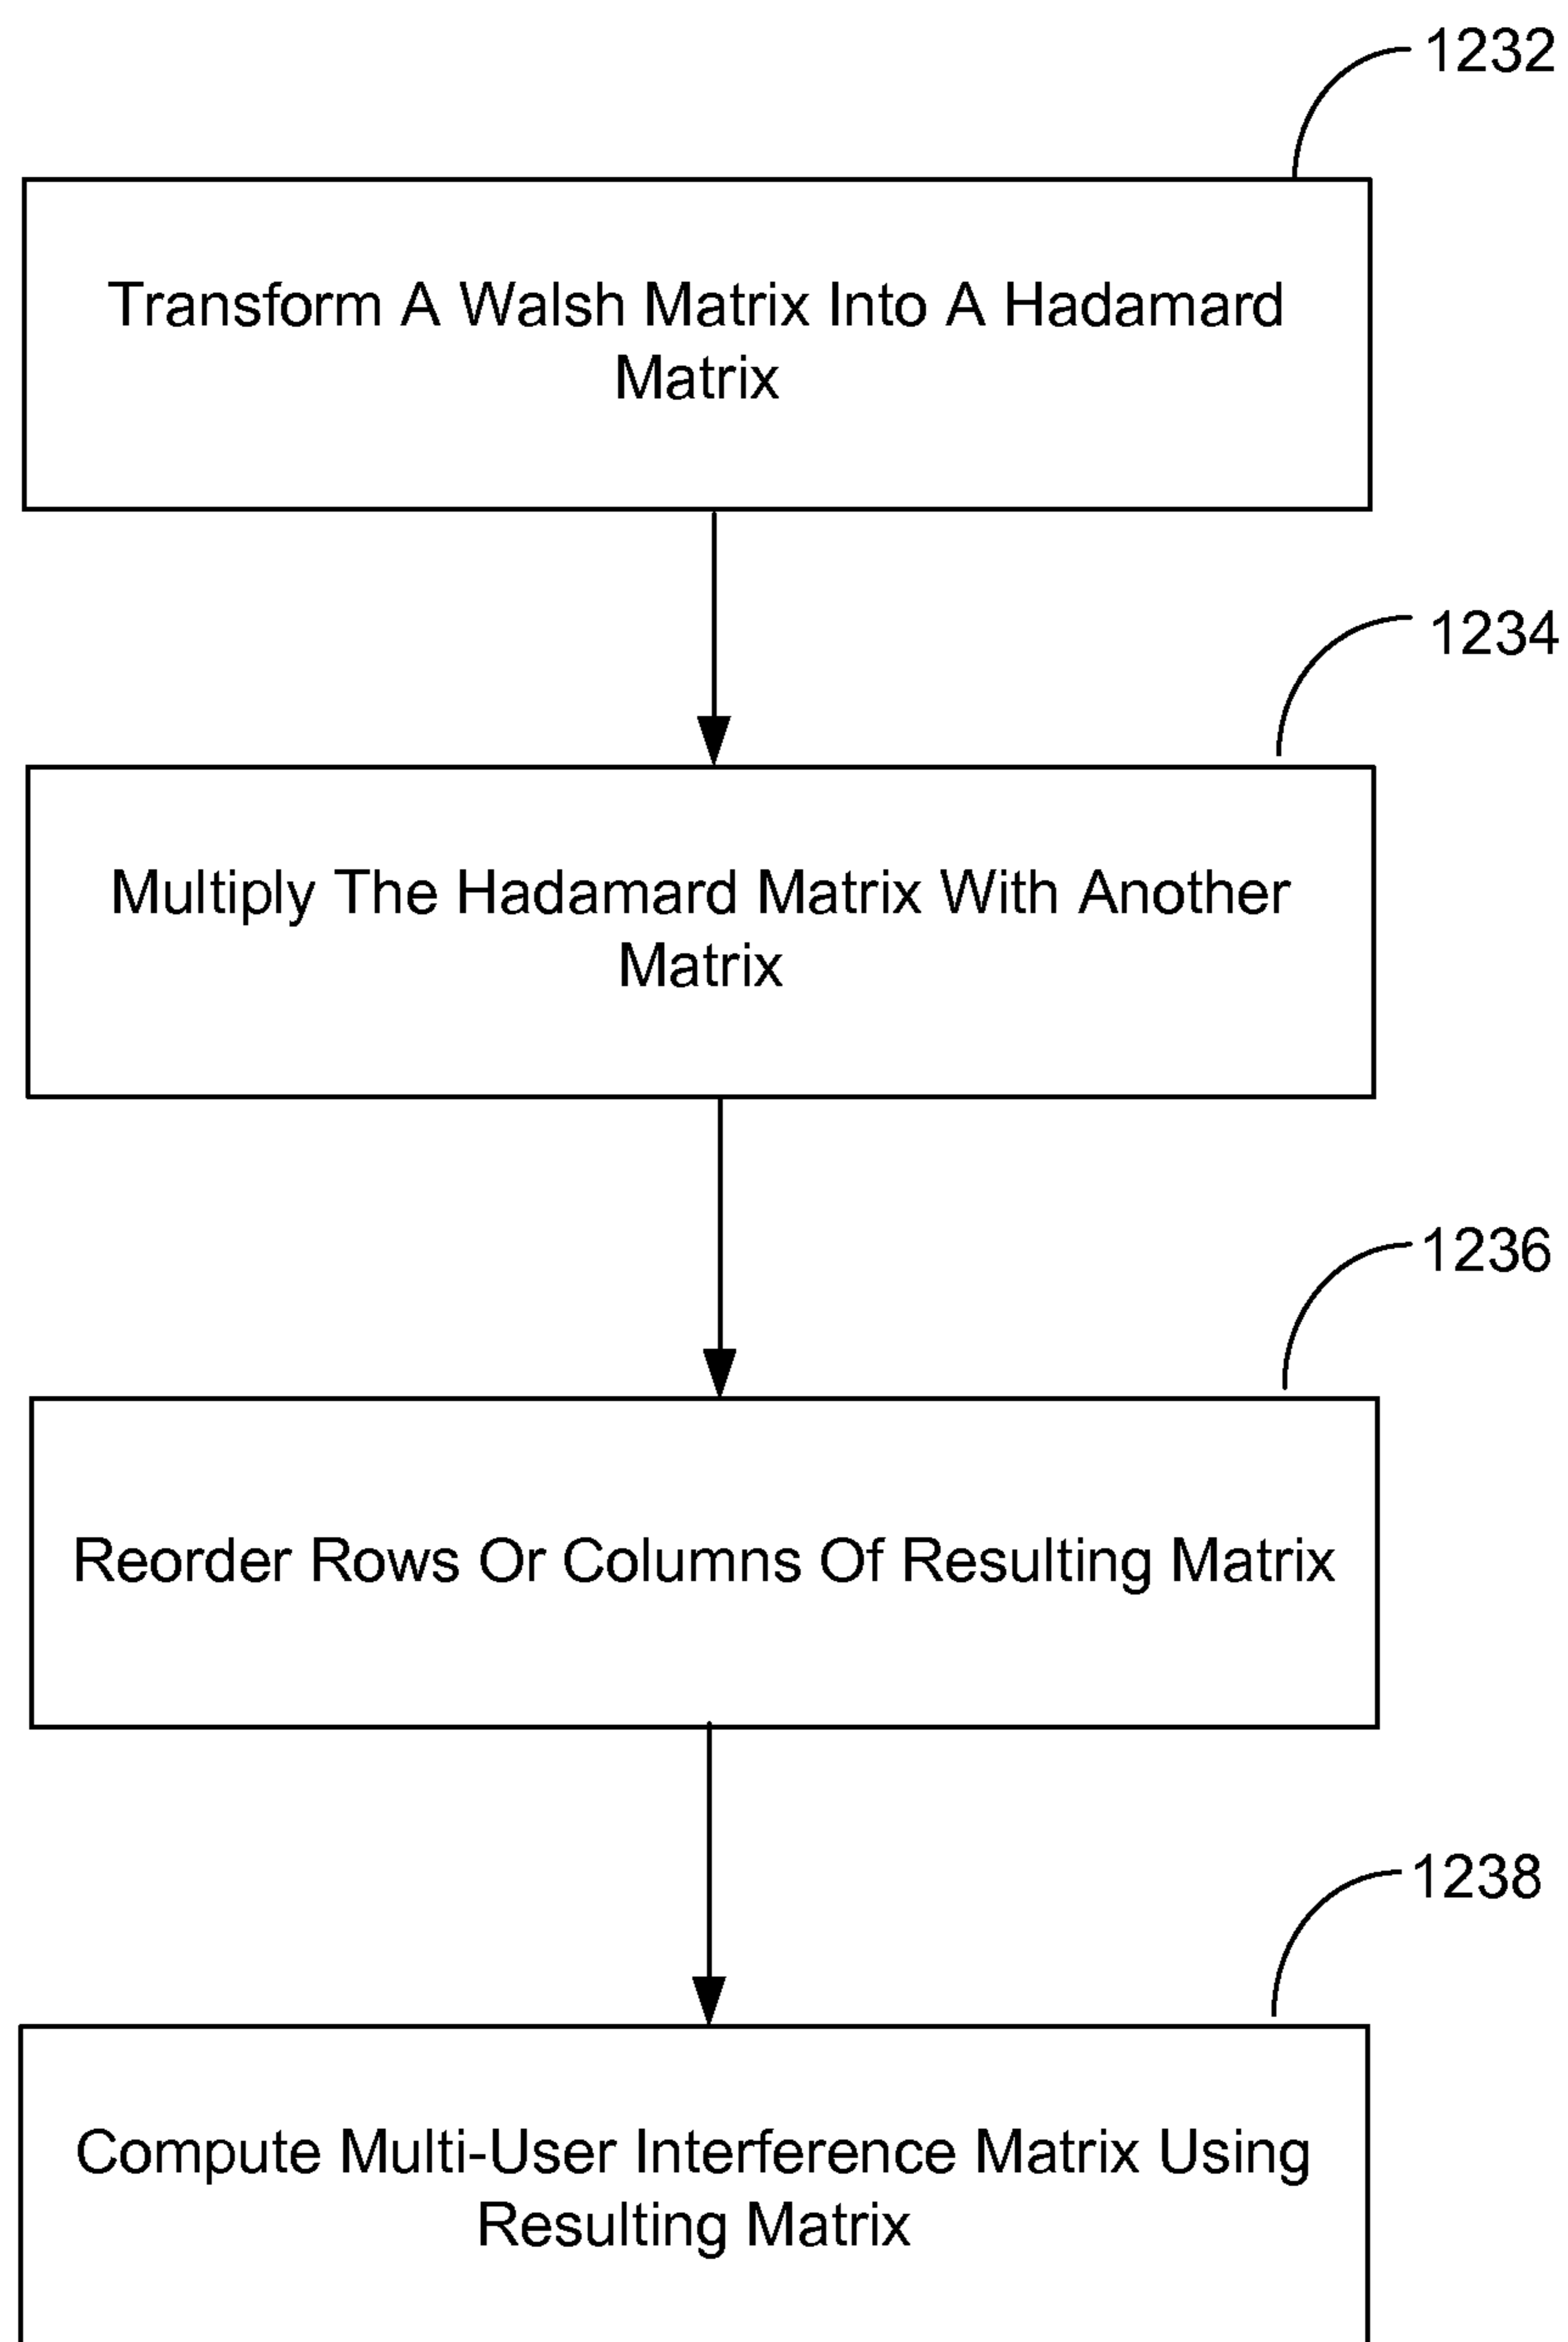 1232
Transform A Walsh Matrix Into A Hadamard
Matrix
1234
Multiply The Hadamard Matrix With Another
Matrix
1236
Reorder Rows Or Columns Of Resulting Matrix
1238
Compute Multi-User Interference Matrix Using
Resulting Matrix